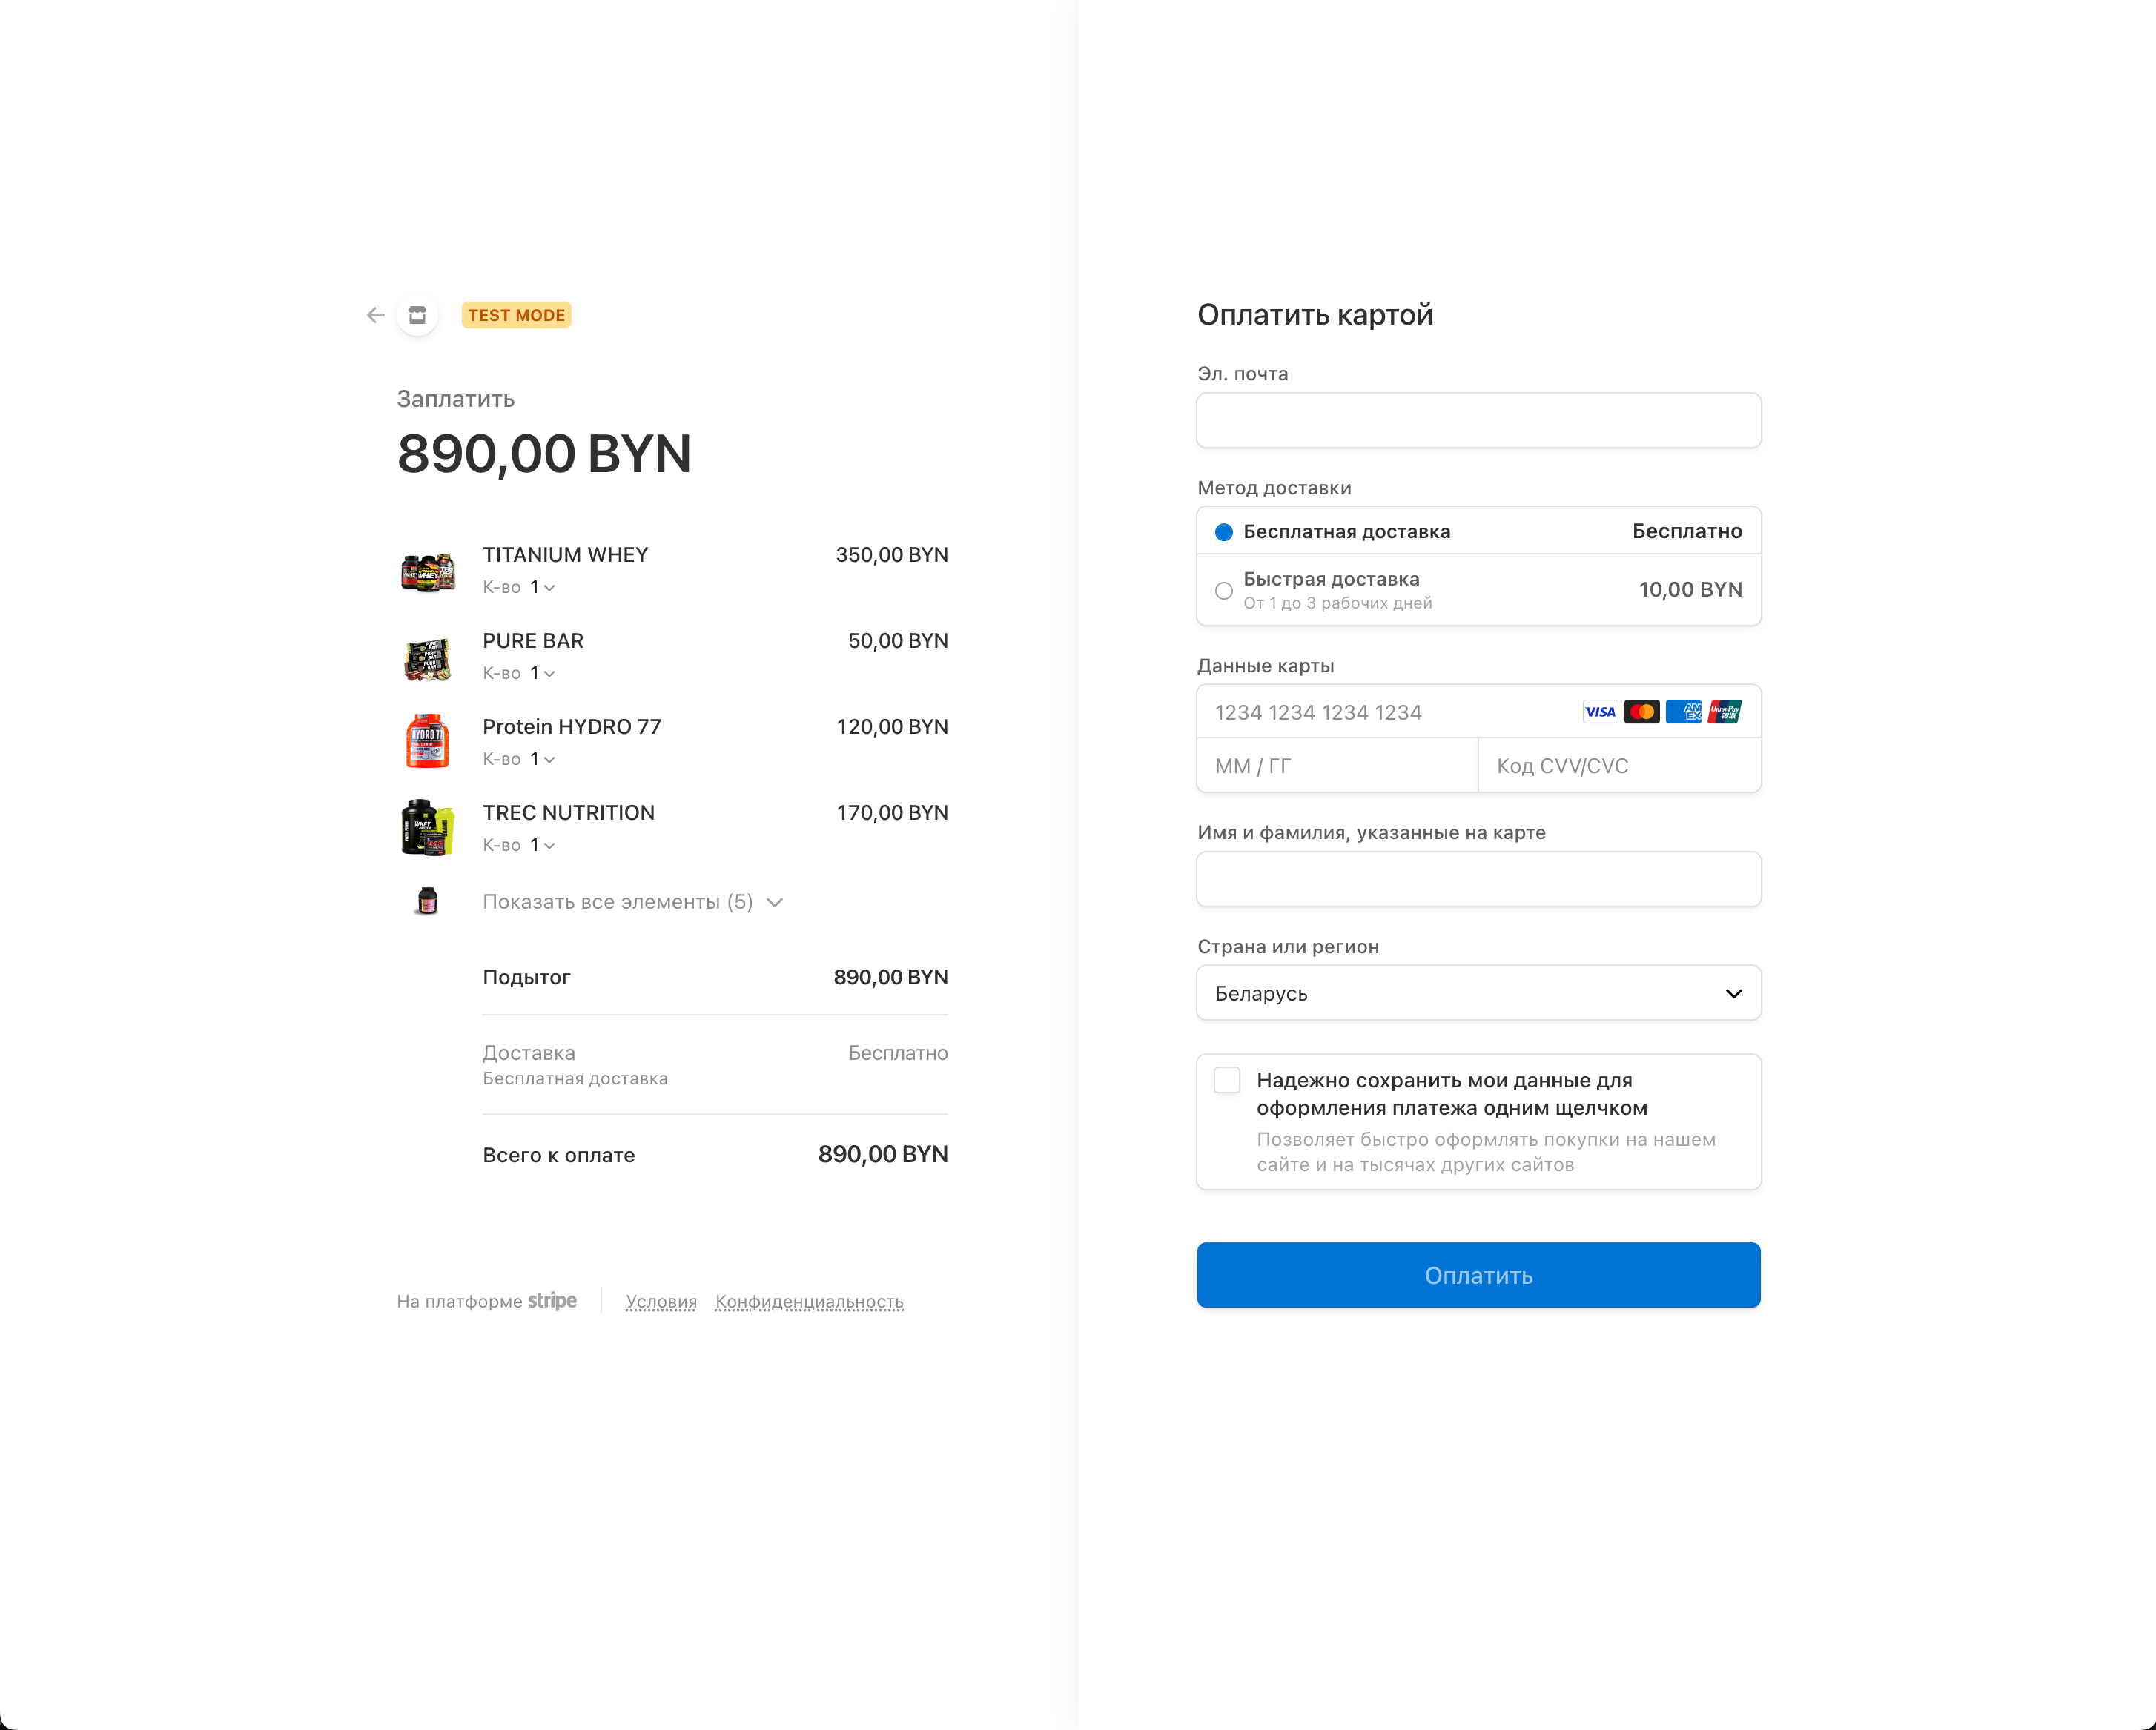 TEST MODE
Заплатить
890,00 BYN
TITANIUM WHEY 350,00 BYN
К-во 1
PURE BAR 50,00 BYN
К-во 1
Protein HYDRO 77 120,00 BYN
К-во 1
TREC NUTRITION 170,00 BYN
К-во 1
Показать все элементы (5)
Подытог 890,00 BYN
Доставка Бесплатно
Бесплатная доставка
Всего к оплате 890,00 BYN
На платформе stripe
Условия Конфиденциальность
Оплатить картой
Эл. почта
Метод доставки
Бесплатная доставка Бесплатно
Быстрая доставка 10,00 BYN
От 1 до 3 рабочих дней
Данные карты
1234 1234 1234 1234 VISA AMEX UnionPay
ММ / ГГ Код CVV/CVC
Имя и фамилия, указанные на карте
Страна или регион
Беларусь
Надежно сохранить мои данные для
оформления платежа одним щелчком
Позволяет быстро оформлять покупки на нашем
сайте и на тысячах других сайтов
Оплатить